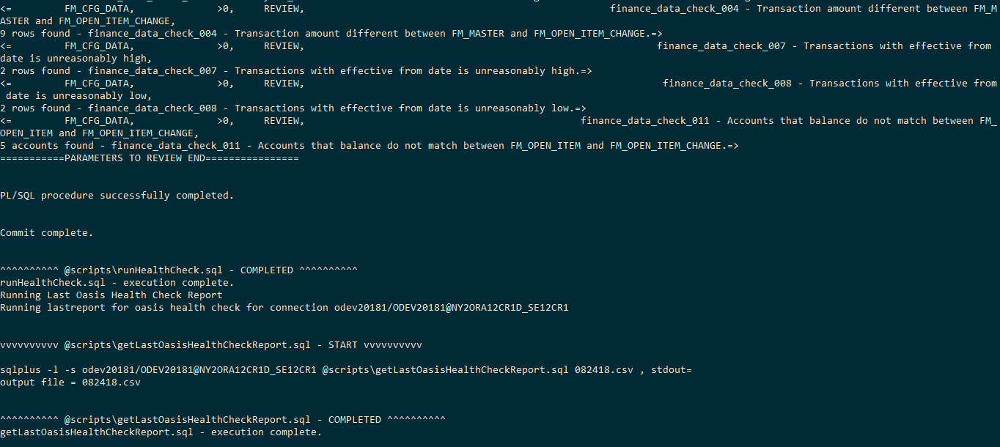 <=         FM_CFG_DATA,              >0,     REVIEW,                                                    finance_data_check_004 - Transaction amount different between FM_M
ASTER and FM_OPEN_ITEM_CHANGE,
9 rows found - finance_data_check_004 - Transaction amount different between FM_MASTER and FM_OPEN_ITEM_CHANGE.=>
<=         FM_CFG_DATA,              >0,     REVIEW,                                                            finance_data_check_007 - Transactions with effective from
date is unreasonably high,
2 rows found - finance_data_check_007 - Transactions with effective from date is unreasonably high.=>
<=         FM_CFG_DATA,              >0,     REVIEW,                                                             finance_data_check_008 - Transactions with effective from
 date is unreasonably low,
2 rows found - finance_data_check_008 - Transactions with effective from date is unreasonably low.=>
<=         FM_CFG_DATA,              >0,     REVIEW,                                               finance_data_check_011 - Accounts that balance do not match between FM_
OPEN_ITEM and FM_OPEN_ITEM_CHANGE,
5 accounts found - finance_data_check_011 - Accounts that balance do not match between FM_OPEN_ITEM and FM_OPEN_ITEM_CHANGE.=>
===========PARAMETERS TO REVIEW END================
PL/SQL procedure successfully completed.
Commit complete.
^^^^^^^^^^ @scripts\runHealthCheck.sql - COMPLETED ^^^^^^^^^^
runHealthCheck.sql - execution complete.
Running Last Oasis Health Check Report
Running lastreport for oasis health check for connection odev20181/ODEV20181@NY2ORA12CR1D_SE12CR1
vvvvvvvvvv @scripts\getLastOasisHealthCheckReport.sql - START vvvvvvvvvv
sqlplus -l -s odev20181/ODEV20181@NY2ORA12CR1D_SE12CR1 @scripts\getLastOasisHealthCheckReport.sql 082418.csv , stdout=
output file = 082418.csv
^^^^^^^^^^ @scripts\getLastOasisHealthCheckReport.sql - COMPLETED ^^^^^^^^^^
getLastOasisHealthCheckReport.sql - execution complete.